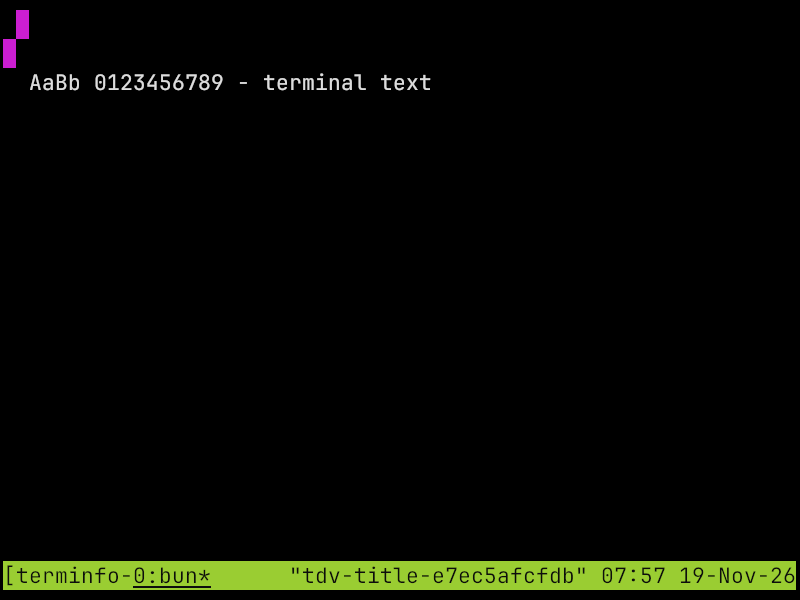 AaBb 0123456789 - terminal text
[terminfo-0:bun* "tdv-title-e7ec5afcfdb" 07:57 19-Nov-26